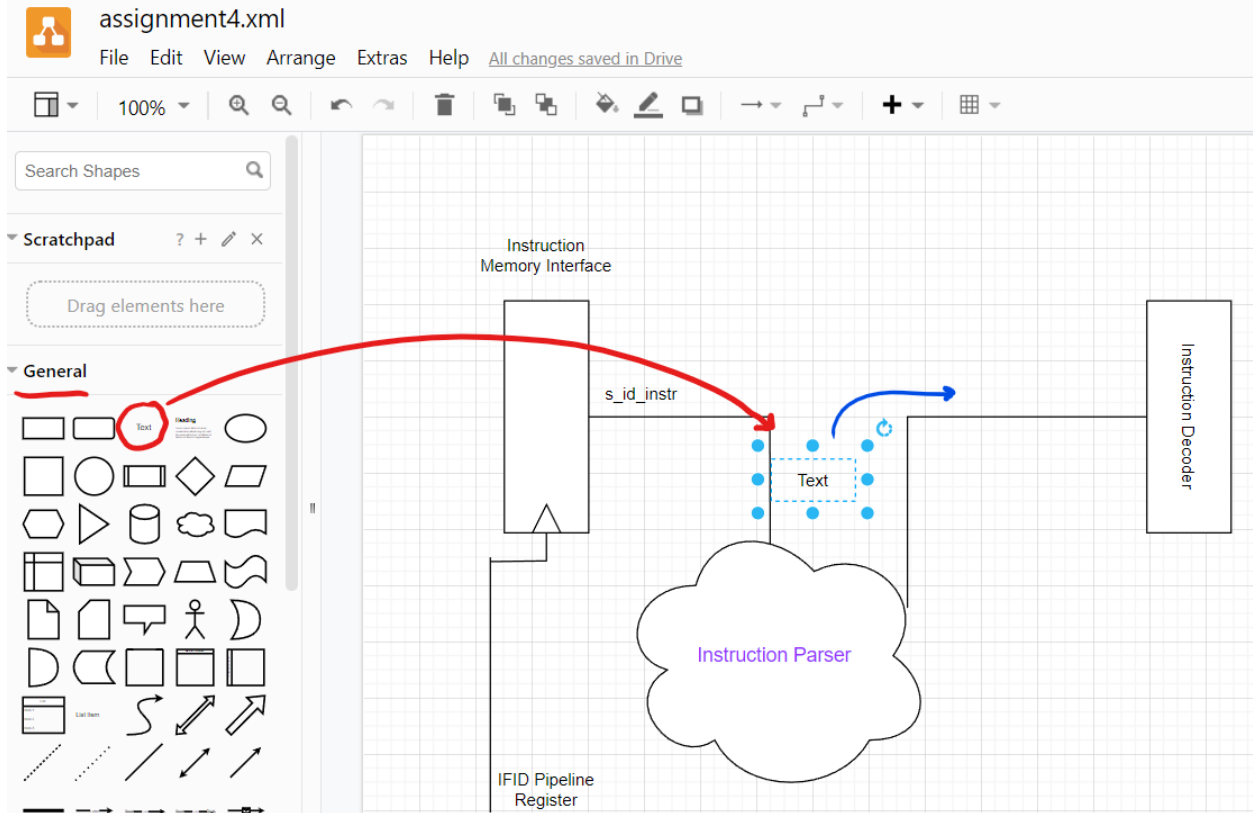 assignment4.xml
File Edit View Arrange Extras Help All changes saved in Drive
100%
Search Shapes
Scratchpad ? +
Drag elements here
General
Text
Heading
List Item
Instruction
Memory Interface
s_id_instr
Text
Instruction Decoder
Instruction Parser
IFID Pipeline
Register